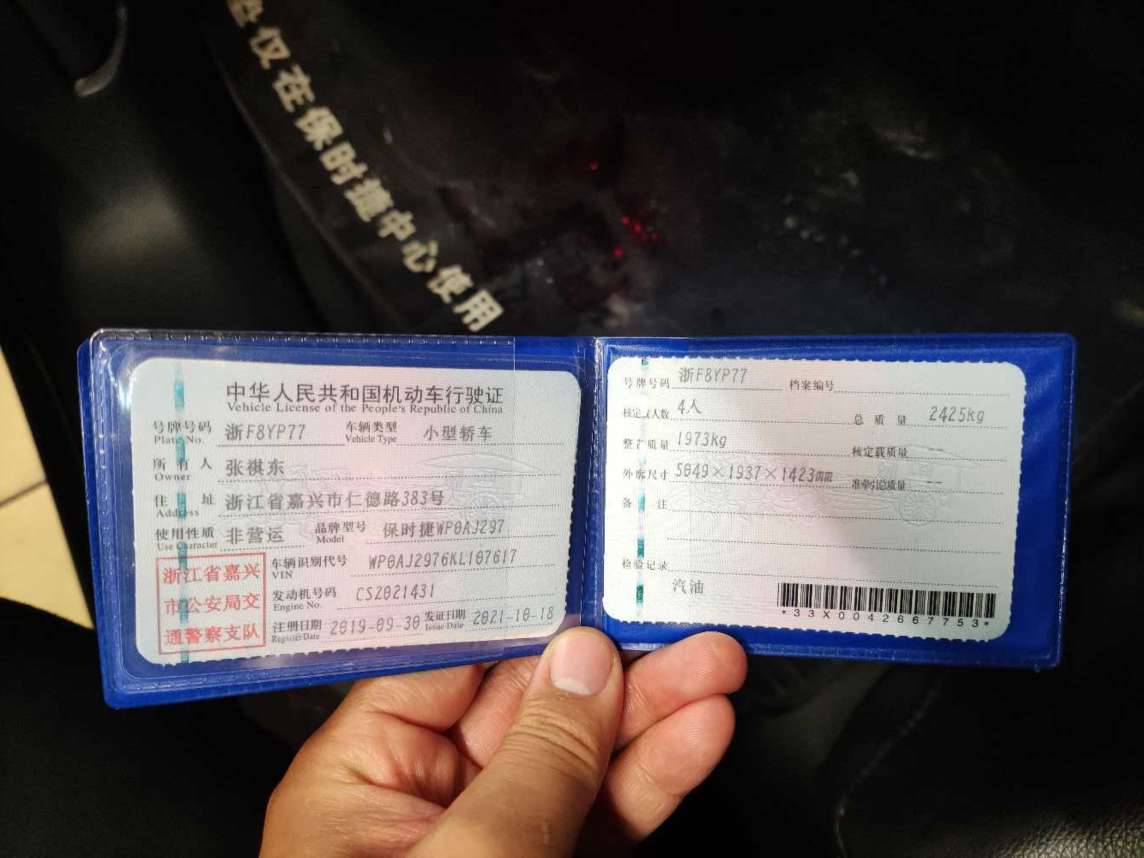 仅在保时捷中心使用
中华人民共和国机动车行驶证
Vehicle License of the People's Republic of China
号牌号码 浙F8YP77 车辆类型 小型轿车
Plate No. Vehicle Type
所有人 张祺东
Owner
住址 浙江省嘉兴市仁德路383号
Address
使用性质 非营运 品牌型号 保时捷WP0AJ297
Use Character Model
浙江省嘉兴
市公安局交
通警察支队
车辆识别代号 WP0AJ2976KL107617
VIN
发动机号码 CSZ021431
Engine No.
注册日期 2019-09-30 发证日期 2021-10-18
Register Date Issue Date
号牌号码 浙F8YP77 档案编号
核定载人数 4人 总质量 2425kg
整备质量 1973kg 核定载质量 --
外廓尺寸 5049×1937×1423mm 准牵引总质量 --
备注
检验记录
汽油
*33X0042667753*